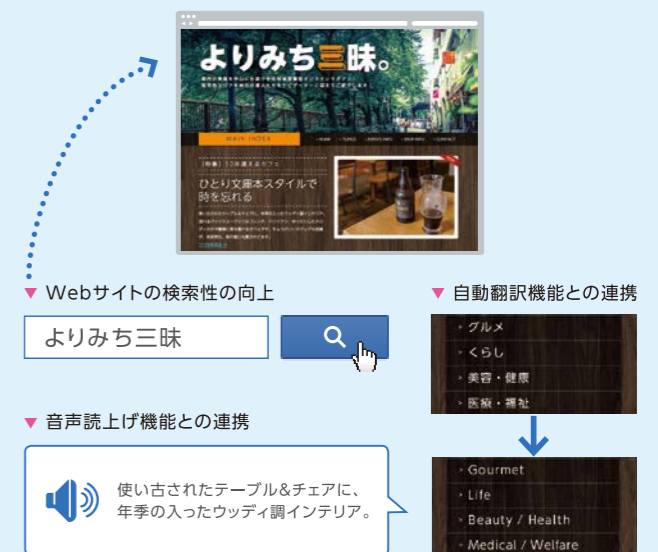 よりみち三昧。
MAIN INDEX
ひとり文庫本スタイルで
時を忘れる
▼ Webサイトの検索性の向上
よりみち三昧
▼ 自動翻訳機能との連携
グルメ
くらし
美容・健康
医療・福祉
▼ 音声読上げ機能との連携
使い古されたテーブル&チェアに、
年季の入ったウッディ調インテリア。
Gourmet
Life
Beauty / Health
Medical / Welfare